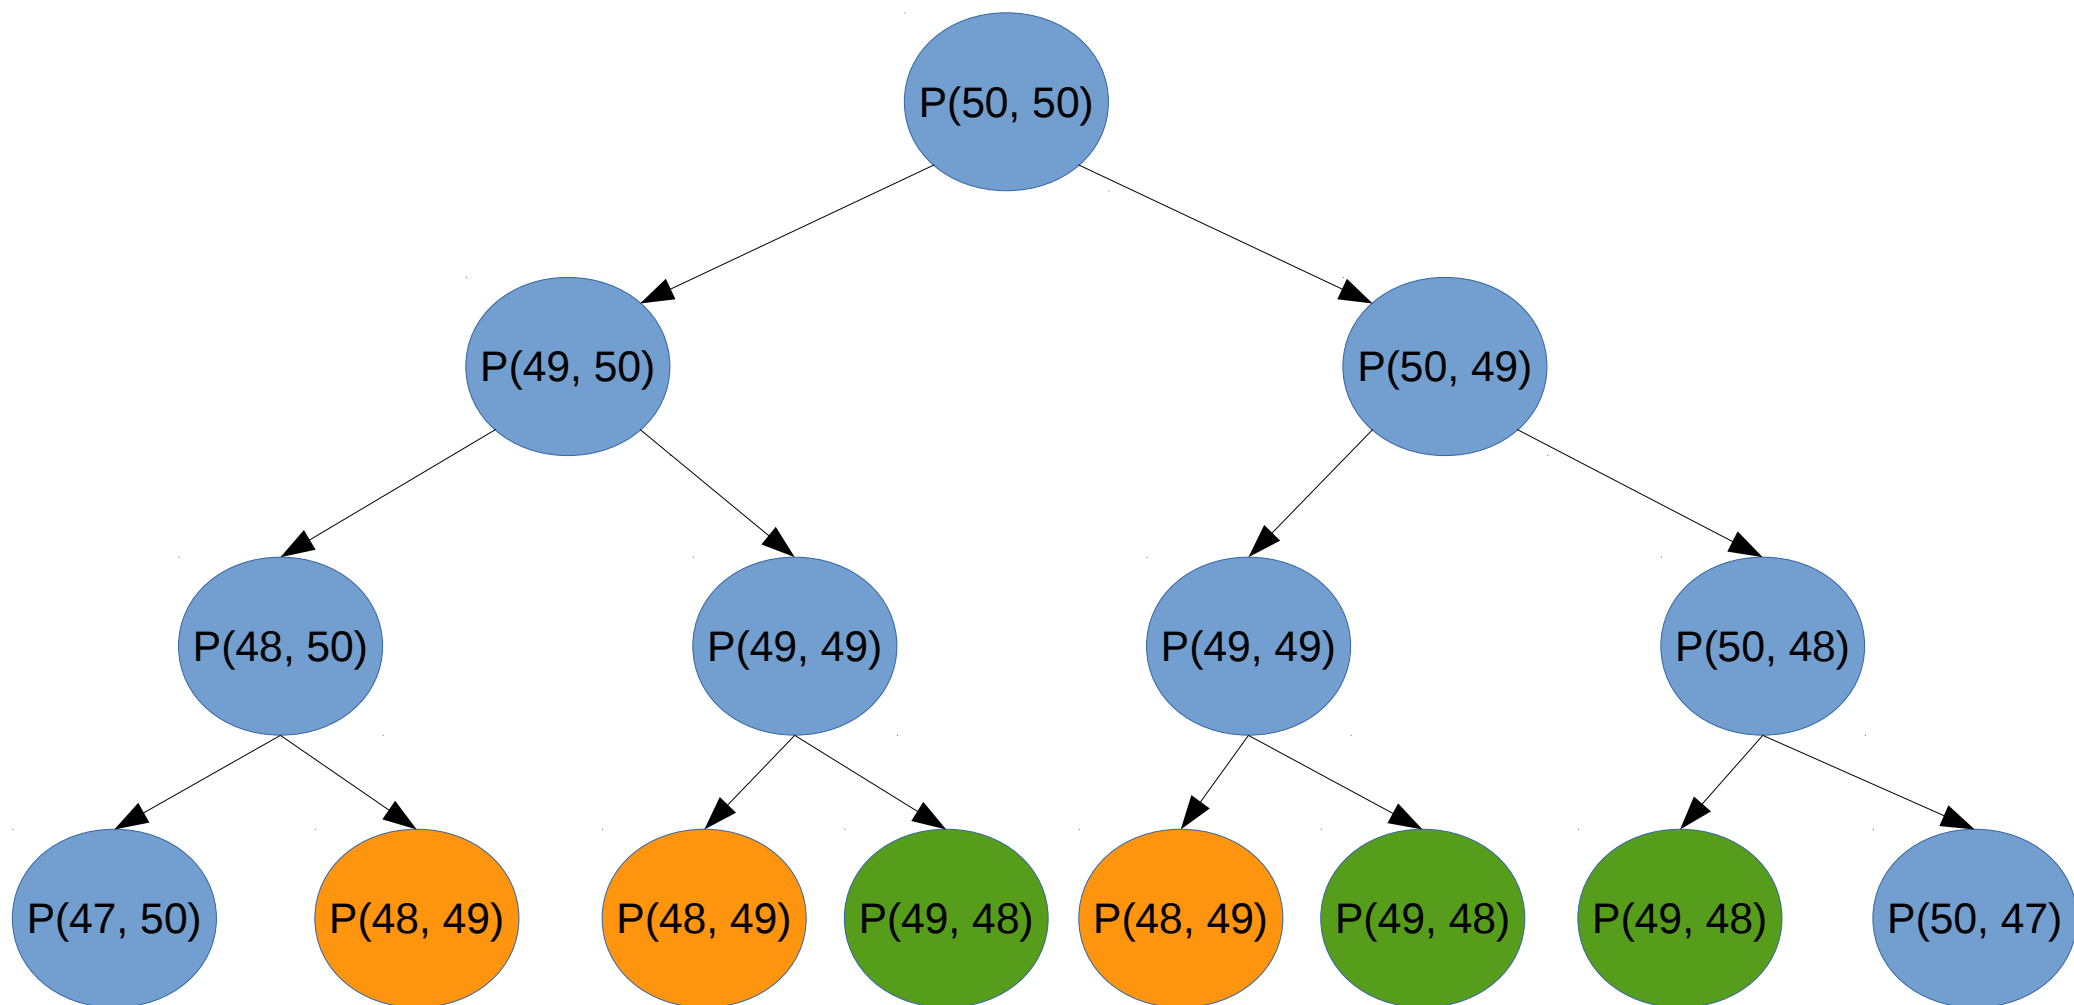 P(50, 50)
P(49, 50)
P(50, 49)
P(48, 50)
P(49, 49)
P(49, 49)
P(50, 48)
P(47, 50)
P(48, 49)
P(48, 49)
P(49, 48)
P(48, 49)
P(49, 48)
P(49, 48)
P(50, 47)